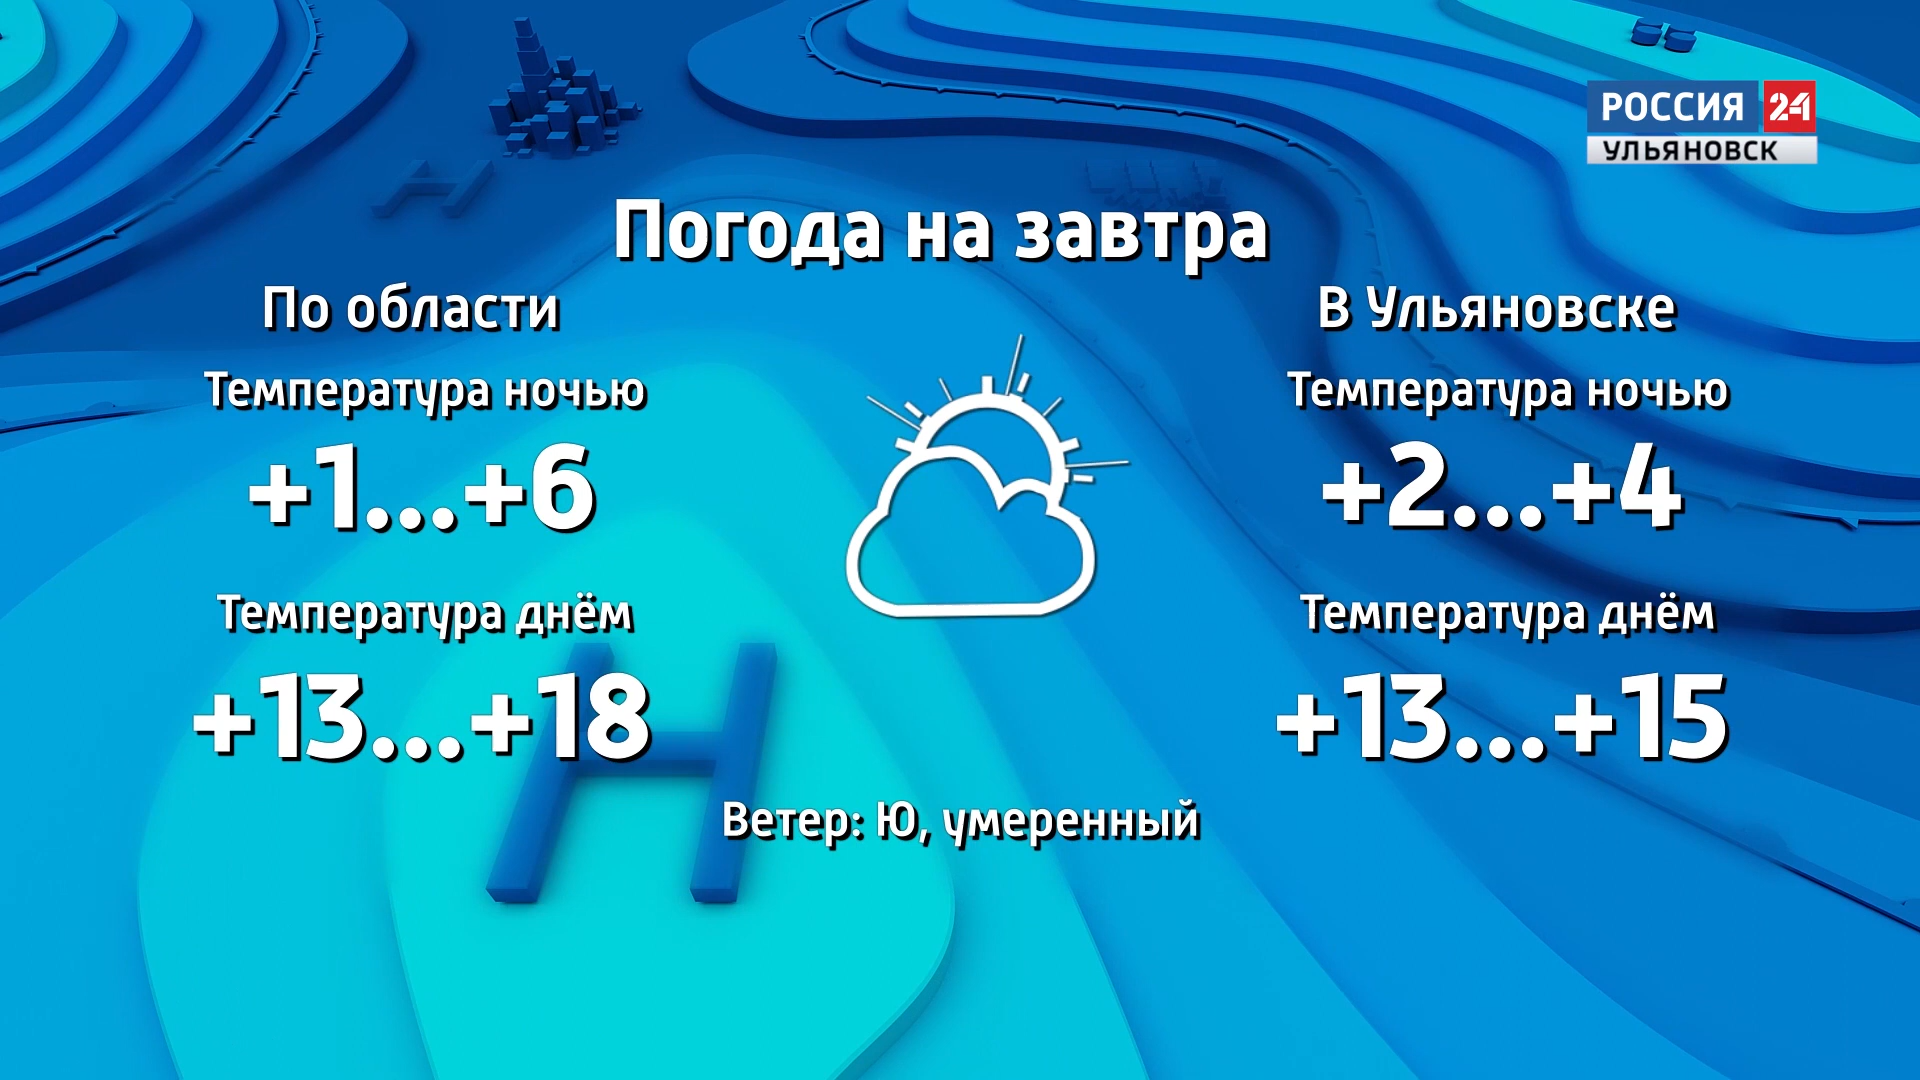 РОССИЯ 24
УЛЬЯНОВСК
Погода на завтра
По области
Температура ночью
+1...+6
Температура днём
+13...+18
В Ульяновске
Температура ночью
+2...+4
Температура днём
+13...+15
Ветер: Ю, умеренный
Н